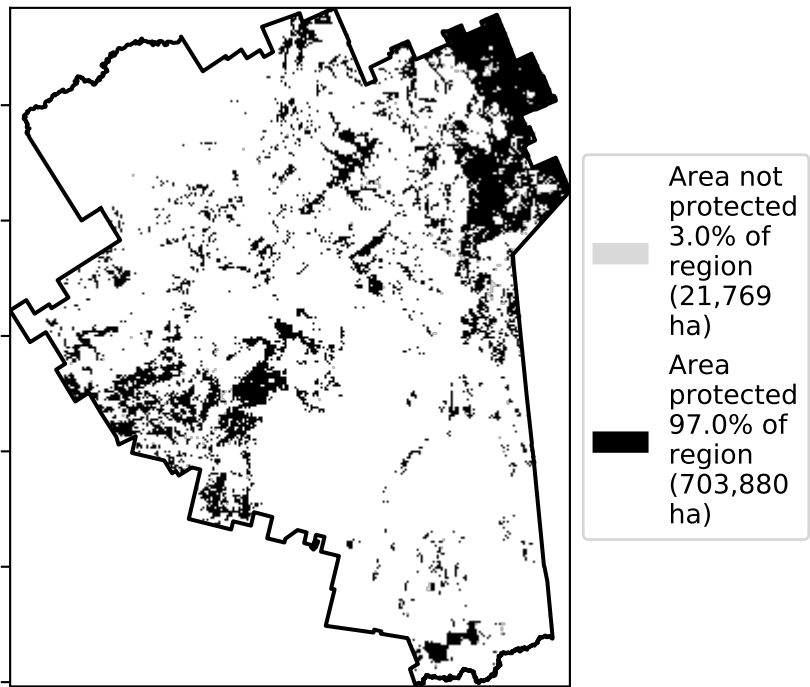 Area not
protected
3.0% of
region
(21,769
ha)
Area
protected
97.0% of
region
(703,880
ha)